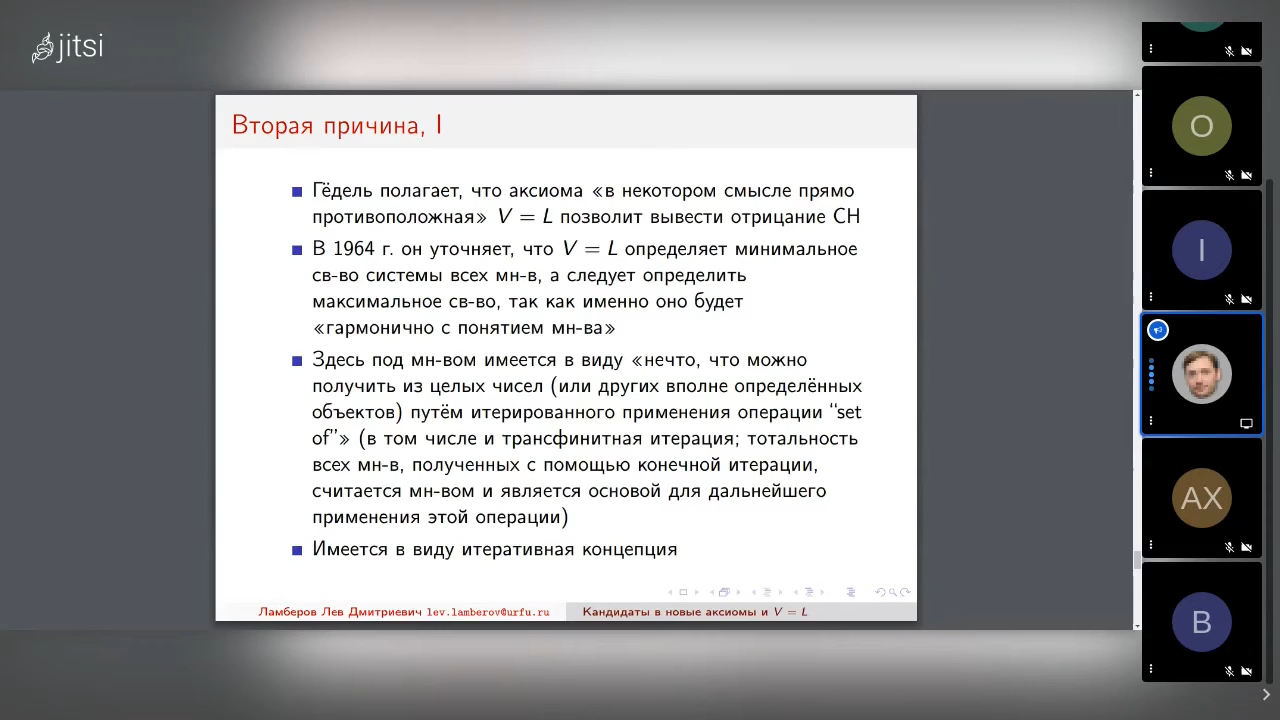 jitsi
Вторая причина, I
Гёдель полагает, что аксиома «в некотором смысле прямо
противоположная» V = L позволит вывести отрицание CH
В 1964 г. он уточняет, что V = L определяет минимальное
св-во системы всех мн-в, а следует определить
максимальное св-во, так как именно оно будет
«гармонично с понятием мн-ва»
Здесь под мн-вом имеется в виду «нечто, что можно
получить из целых чисел (или других вполне определённых
объектов) путём итерированного применения операции “set
of”» (в том числе и трансфинитная итерация; тотальность
всех мн-в, полученных с помощью конечной итерации,
считается мн-вом и является основой для дальнейшего
применения этой операции)
Имеется в виду итеративная концепция
Ламберов Лев Дмитриевич lev.lamberov@urfu.ru
Кандидаты в новые аксиомы и V = L
O
I
AX
B